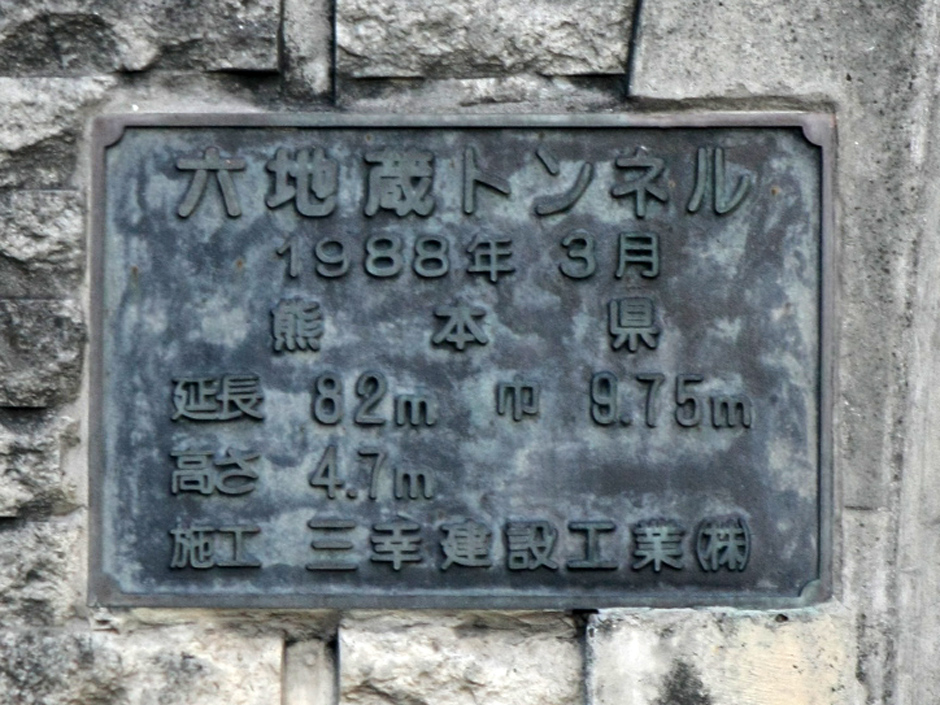 六地蔵トンネル
1988年 3月
熊本県
延長 82m 巾 9.75m
高さ 4.7m
施工 三幸建設工業(株)